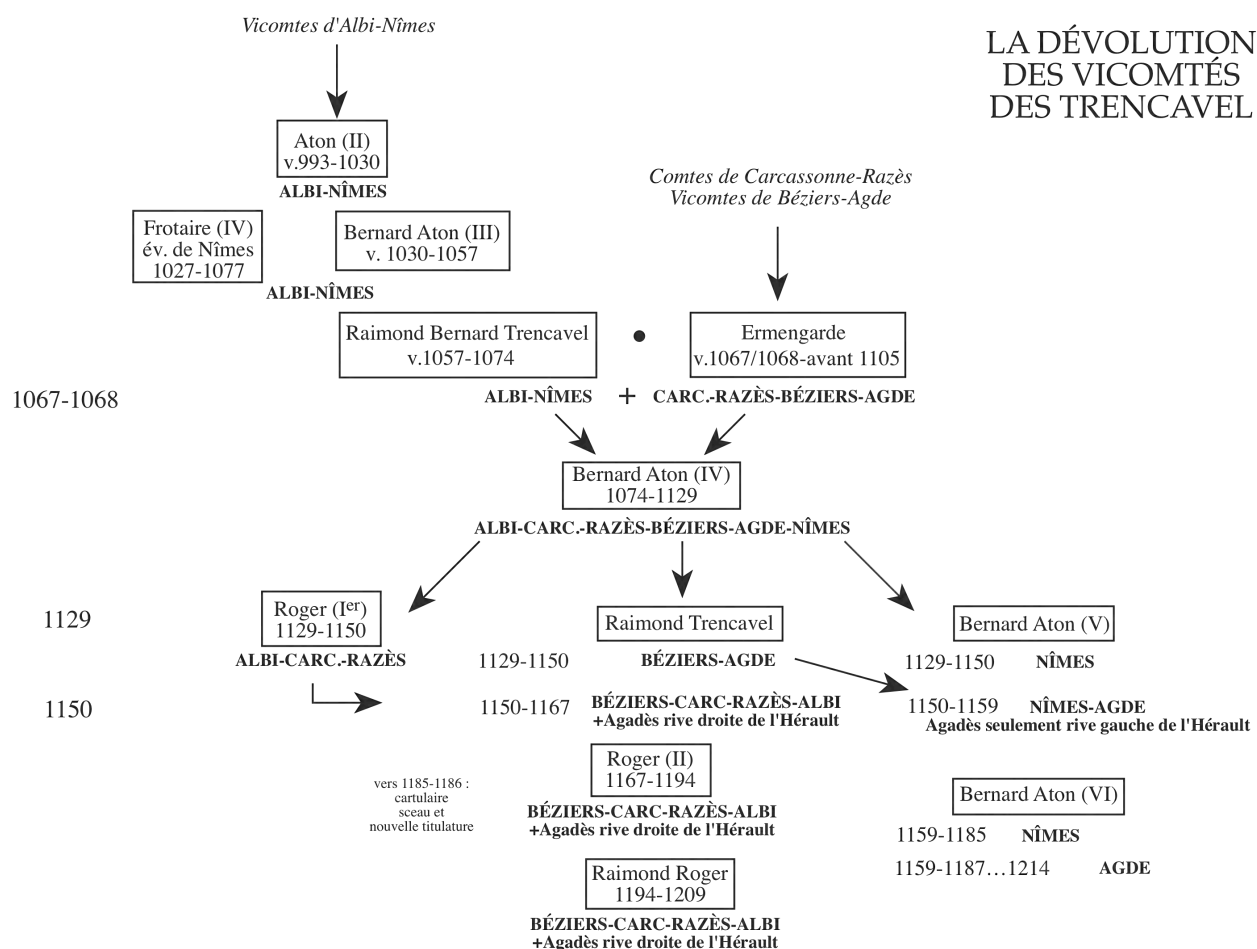 Vicomtes d'Albi-Nîmes
LA DÉVOLUTION
DES VICOMTÉS
DES TRENCAVEL
Aton (II)
v.993-1030
ALBI-NÎMES
Comtes de Carcassonne-Razès
Vicomtes de Béziers-Agde
Frotaire (IV)
év. de Nîmes
1027-1077
Bernard Aton (III)
v. 1030-1057
ALBI-NÎMES
Raimond Bernard Trencavel
v.1057-1074
Ermengarde
v.1067/1068-avant 1105
1067-1068
ALBI-NÎMES + CARC.-RAZÈS-BÉZIERS-AGDE
Bernard Aton (IV)
1074-1129
ALBI-CARC.-RAZÈS-BÉZIERS-AGDE-NÎMES
1129
Roger (Ier)
1129-1150
ALBI-CARC.-RAZÈS
Raimond Trencavel
1129-1150 BÉZIERS-AGDE
Bernard Aton (V)
1129-1150 NÎMES
1150
1150-1167 BÉZIERS-CARC-RAZÈS-ALBI
+Agadès rive droite de l'Hérault
1150-1159 NÎMES-AGDE
Agadès seulement rive gauche de l'Hérault
vers 1185-1186 :
cartulaire
sceau et
nouvelle titulature
Roger (II)
1167-1194
BÉZIERS-CARC-RAZÈS-ALBI
+Agadès rive droite de l'Hérault
Bernard Aton (VI)
1159-1185 NÎMES
1159-1187…1214 AGDE
Raimond Roger
1194-1209
BÉZIERS-CARC-RAZÈS-ALBI
+Agadès rive droite de l'Hérault